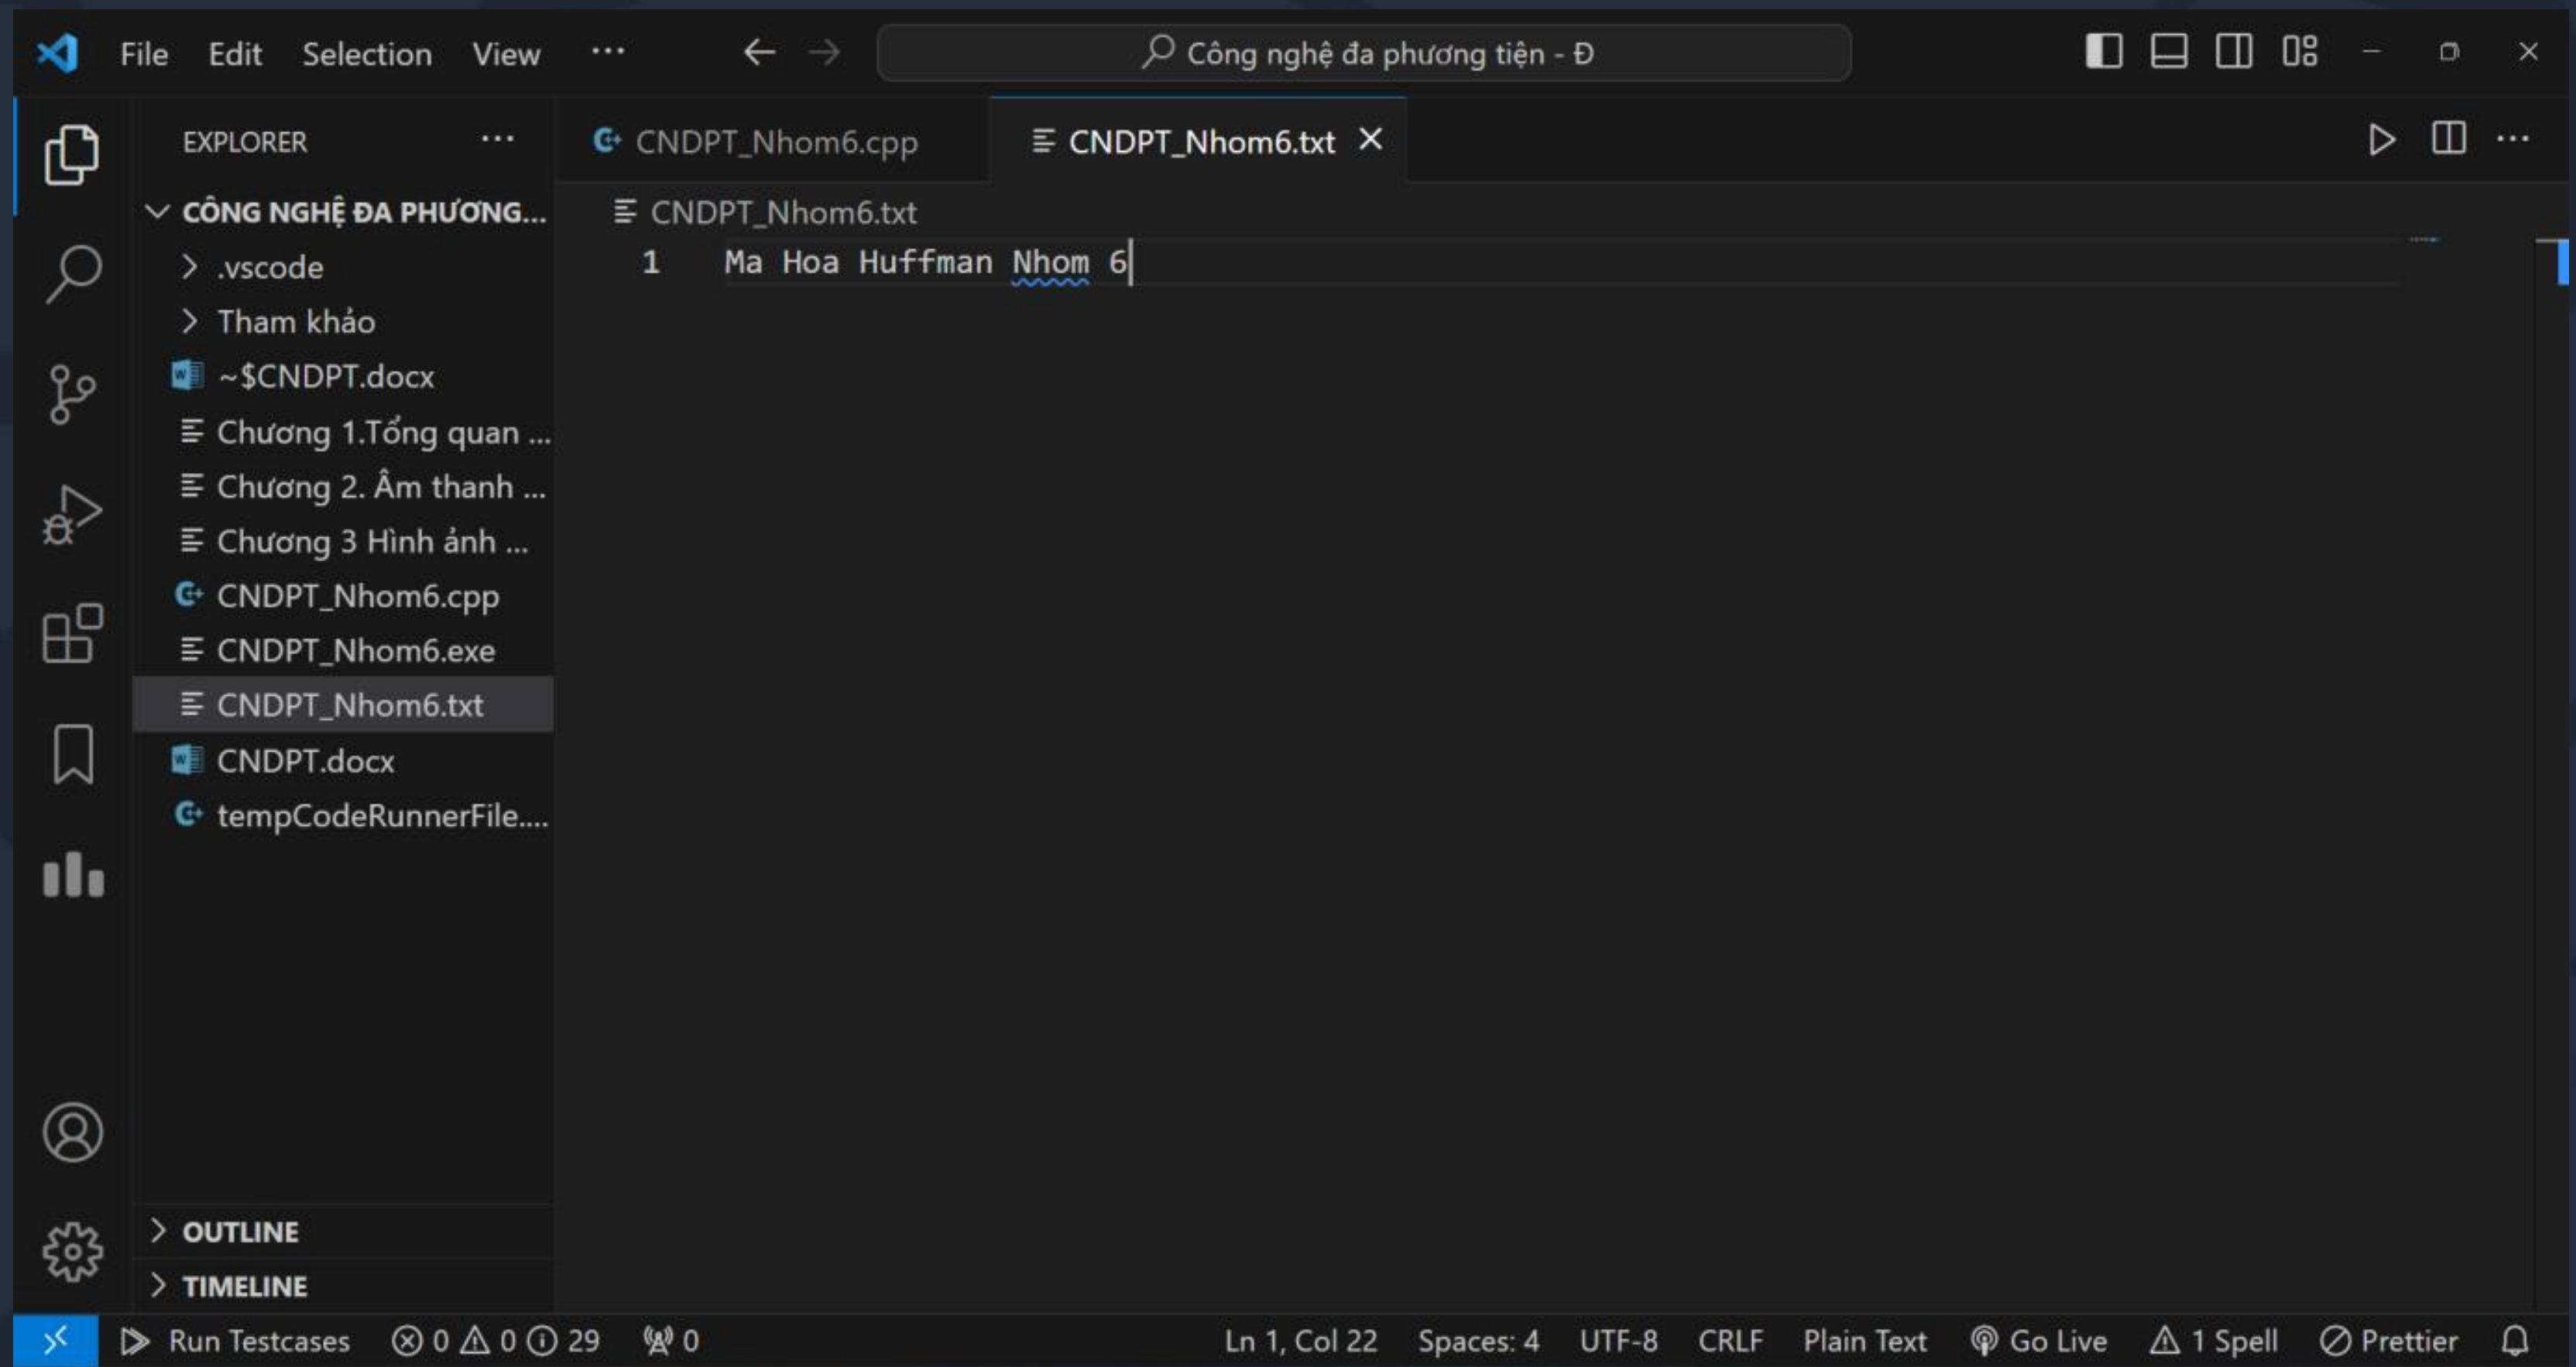 File Edit Selection View ··· Công nghệ đa phương tiện - Đ
EXPLORER ···
CÔNG NGHỆ ĐA PHƯƠNG...
.vscode
Tham khảo
~$CNDPT.docx
Chương 1.Tổng quan ...
Chương 2. Âm thanh ...
Chương 3 Hình ảnh ...
CNDPT_Nhom6.cpp
CNDPT_Nhom6.exe
CNDPT_Nhom6.txt
CNDPT.docx
tempCodeRunnerFile....
OUTLINE
TIMELINE
CNDPT_Nhom6.cpp CNDPT_Nhom6.txt
CNDPT_Nhom6.txt
1 Ma Hoa Huffman Nhom 6
Run Testcases 0 0 29 0 Ln 1, Col 22 Spaces: 4 UTF-8 CRLF Plain Text Go Live 1 Spell Prettier